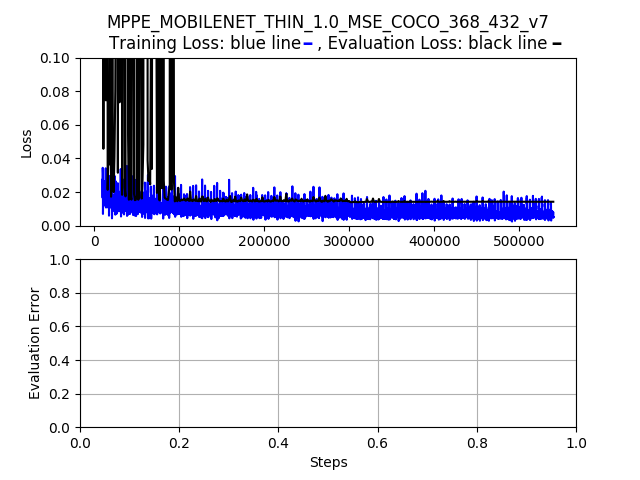 MPPE_MOBILENET_THIN_1.0_MSE_COCO_368_432_v7
Training Loss: blue line , Evaluation Loss: black line
0.10
0.08
0.06
0.04
0.02
0.00
Loss
0 100000 200000 300000 400000 500000
1.0
0.8
0.6
0.4
0.2
0.0
Evaluation Error
0.0 0.2 0.4 0.6 0.8 1.0
Steps